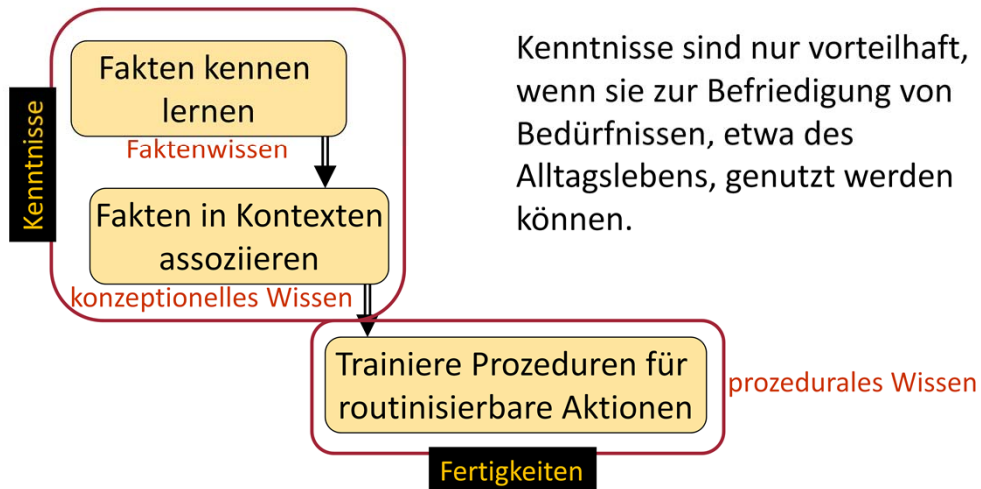 Kenntnisse
Fakten kennen
lernen
Faktenwissen
Fakten in Kontexten
assoziieren
konzeptionelles Wissen
Kenntnisse sind nur vorteilhaft,
wenn sie zur Befriedigung von
Bedürfnissen, etwa des
Alltagslebens, genutzt werden
können.
Trainiere Prozeduren für
routinisierbare Aktionen
prozedurales Wissen
Fertigkeiten